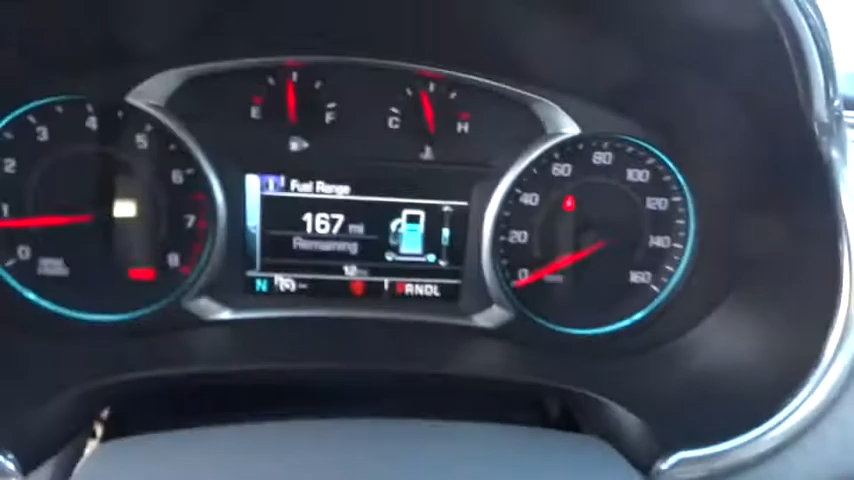 E F
C H
0 1 2 3 4 5 6 7 8
0 20 40 60 80 100 120 140 160
i Fuel Range
167 mi
Remaining
12
N PRNDL